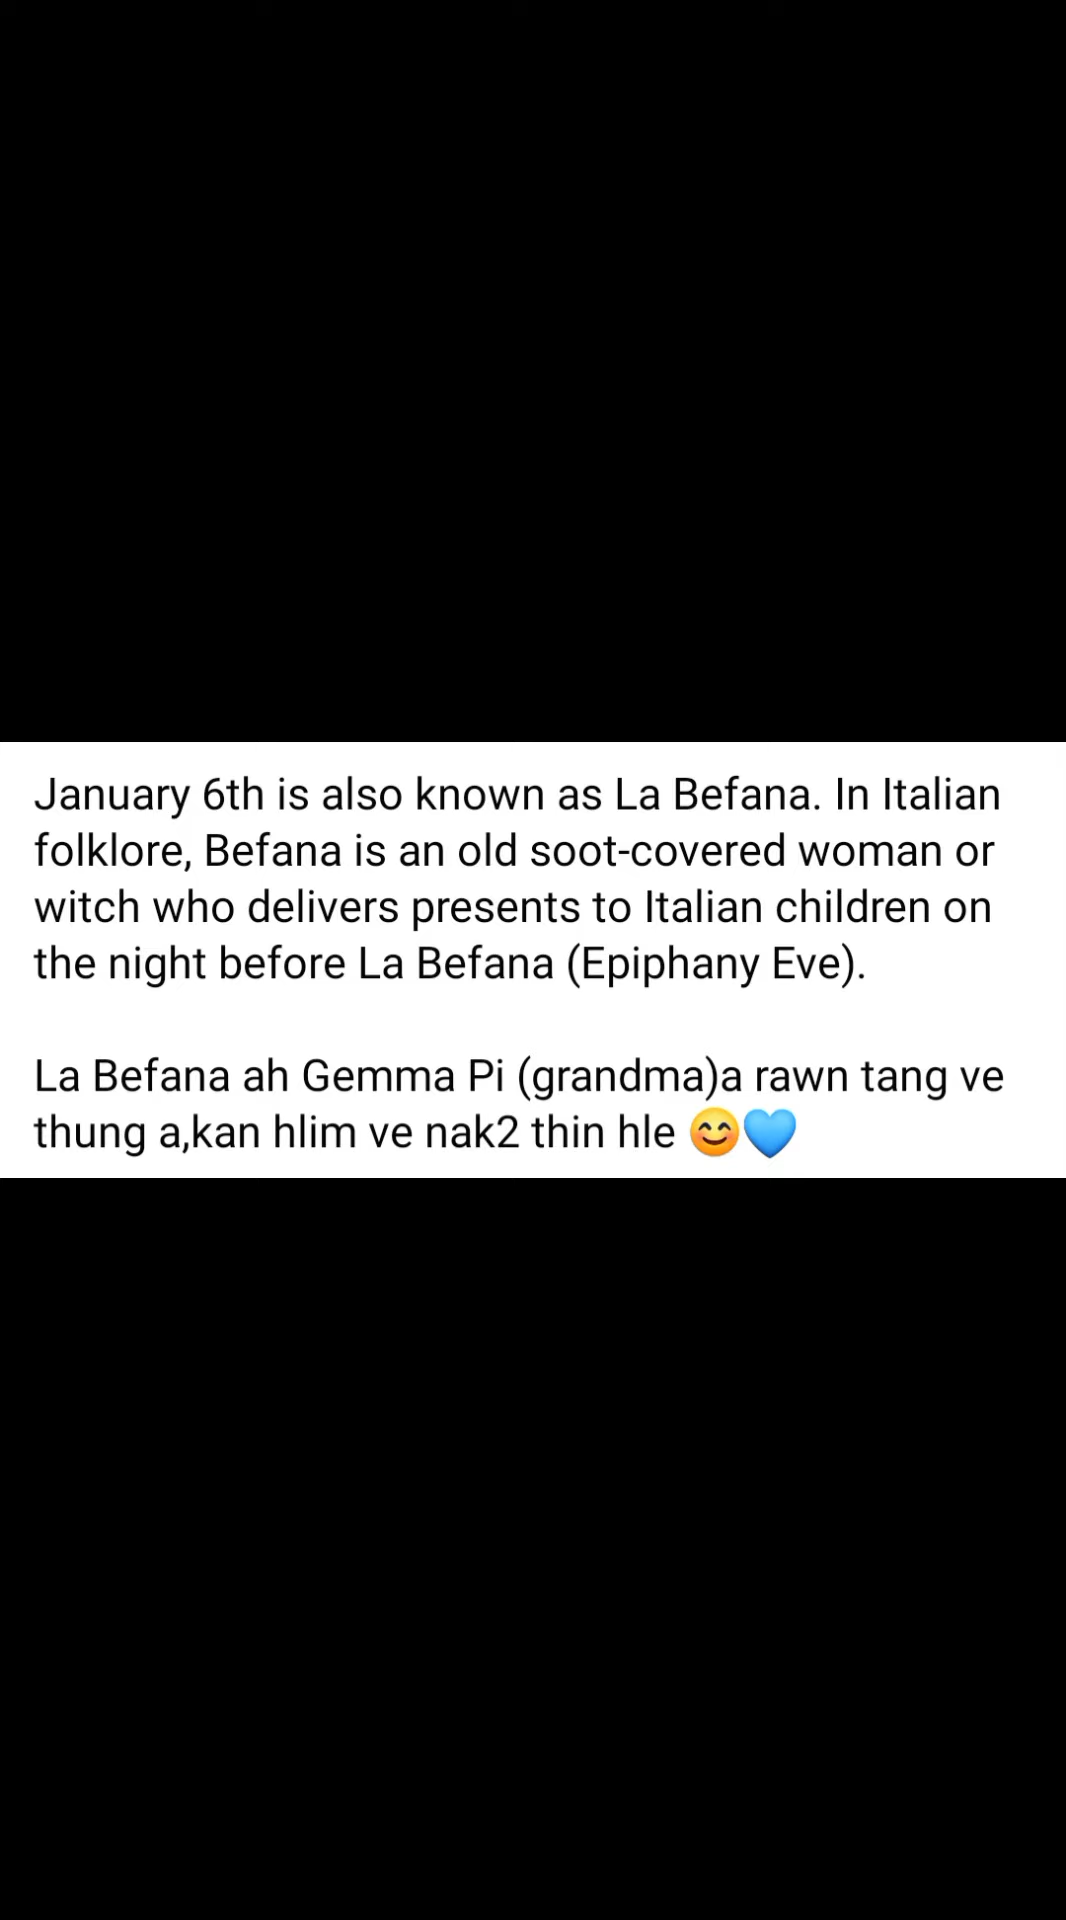 January 6th is also known as La Befana. In Italian
folklore, Befana is an old soot-covered woman or
witch who delivers presents to Italian children on
the night before La Befana (Epiphany Eve).
La Befana ah Gemma Pi (grandma)a rawn tang ve
thung a,kan hlim ve nak2 thin hle 😊💙